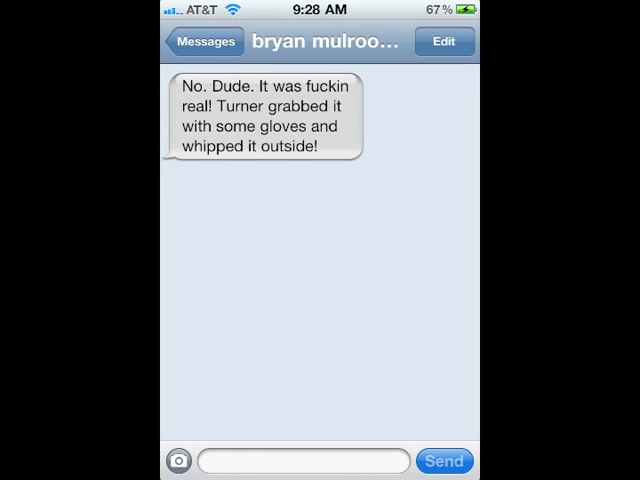 AT&T 9:28 AM 67%
Messages bryan mulroo... Edit
No. Dude. It was fuckin
real! Turner grabbed it
with some gloves and
whipped it outside!
Send